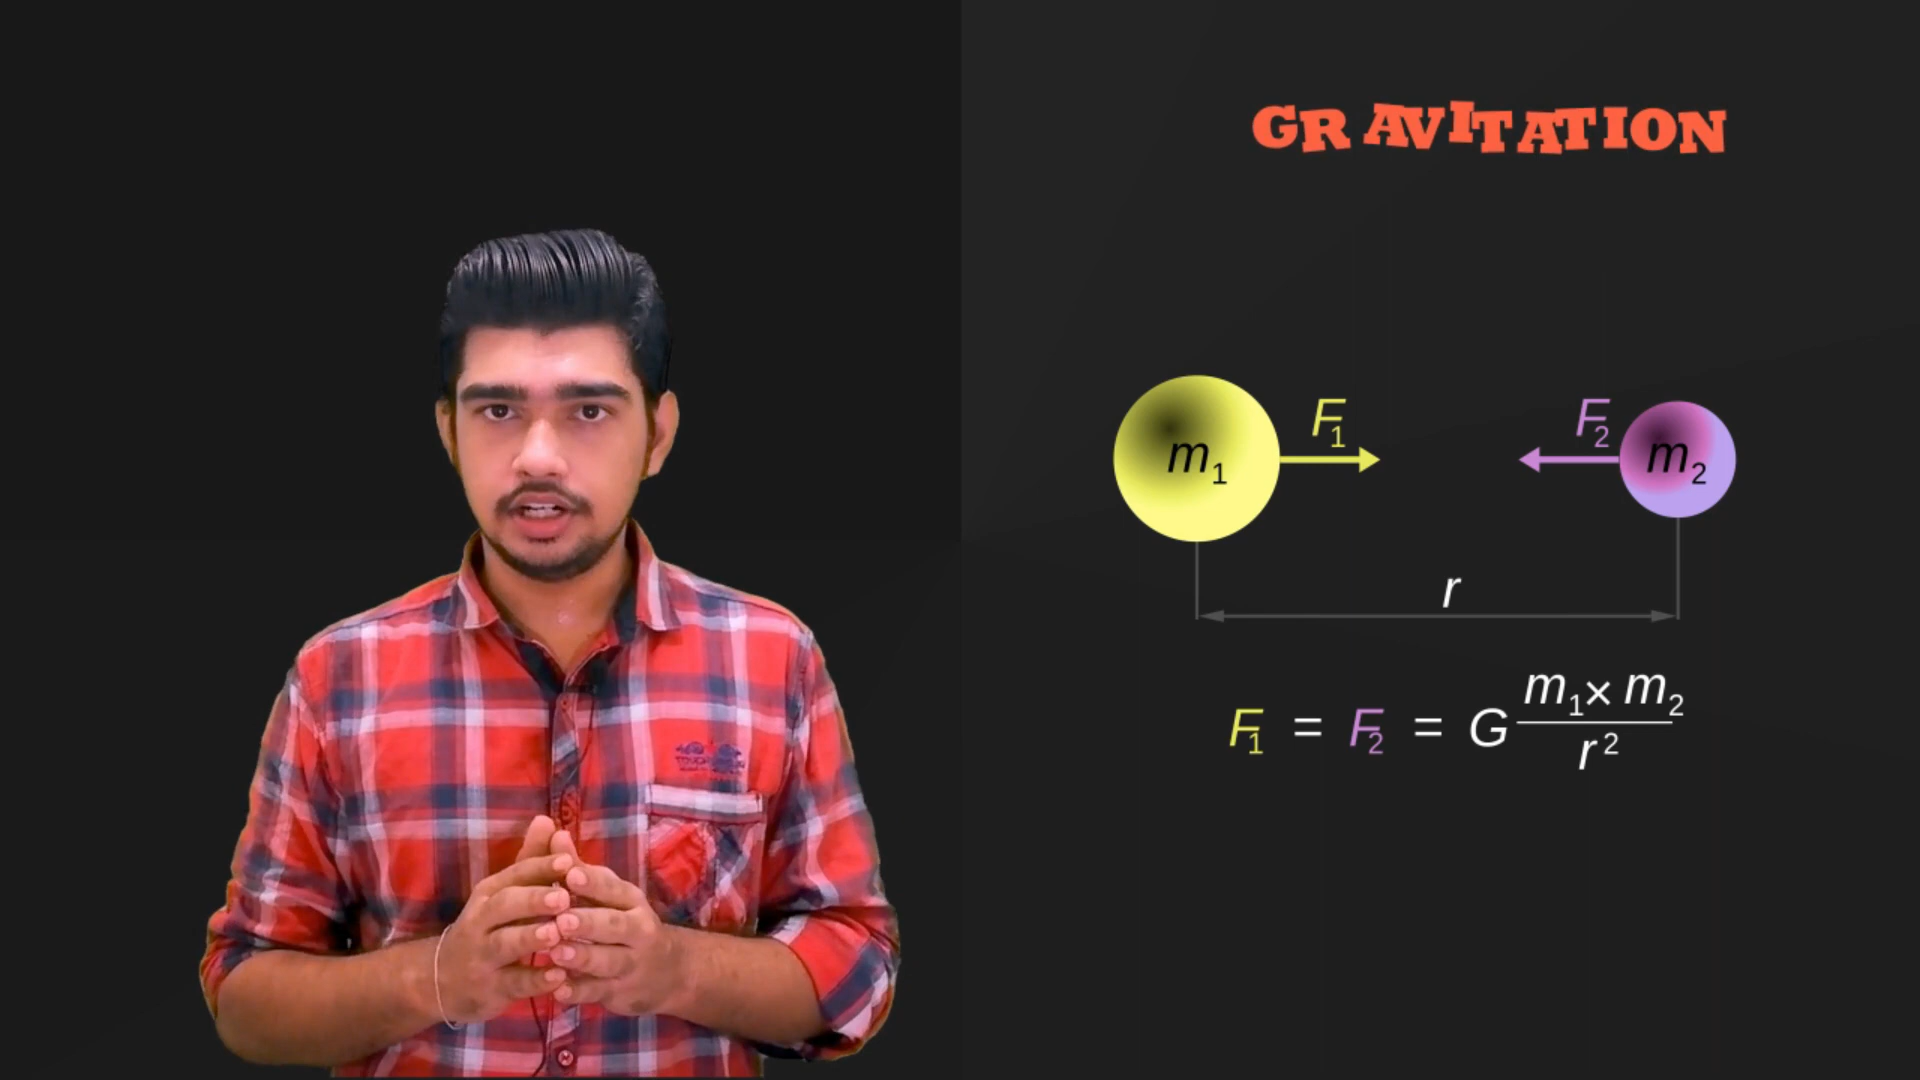 GRAVITATION
F₁ F₂
m₁ m₂
r
F₁ = F₂ = G m₁ × m₂ / r²